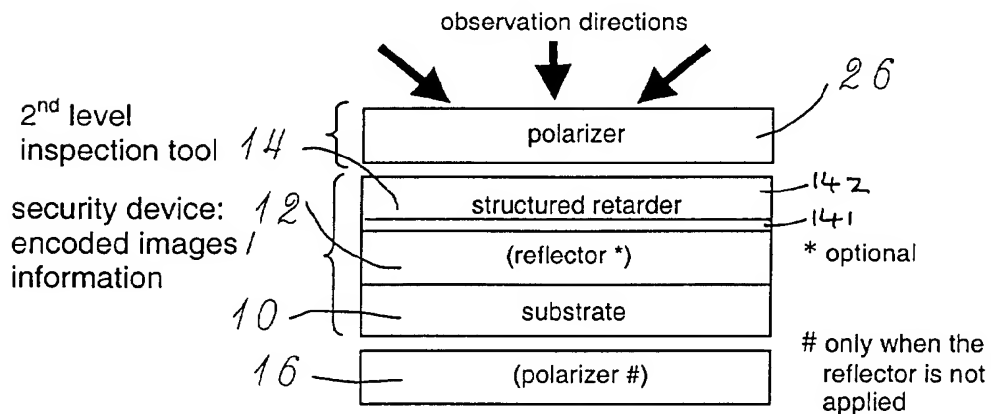 observation directions
26
2nd level
inspection tool 14
polarizer
142
security device: 12
structured retarder
141
encoded images /
information
(reflector *)
* optional
10
substrate
16
(polarizer #)
# only when the
reflector is not
applied